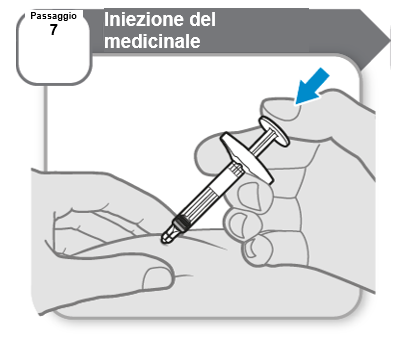 Passaggio
7
Iniezione del
medicinale